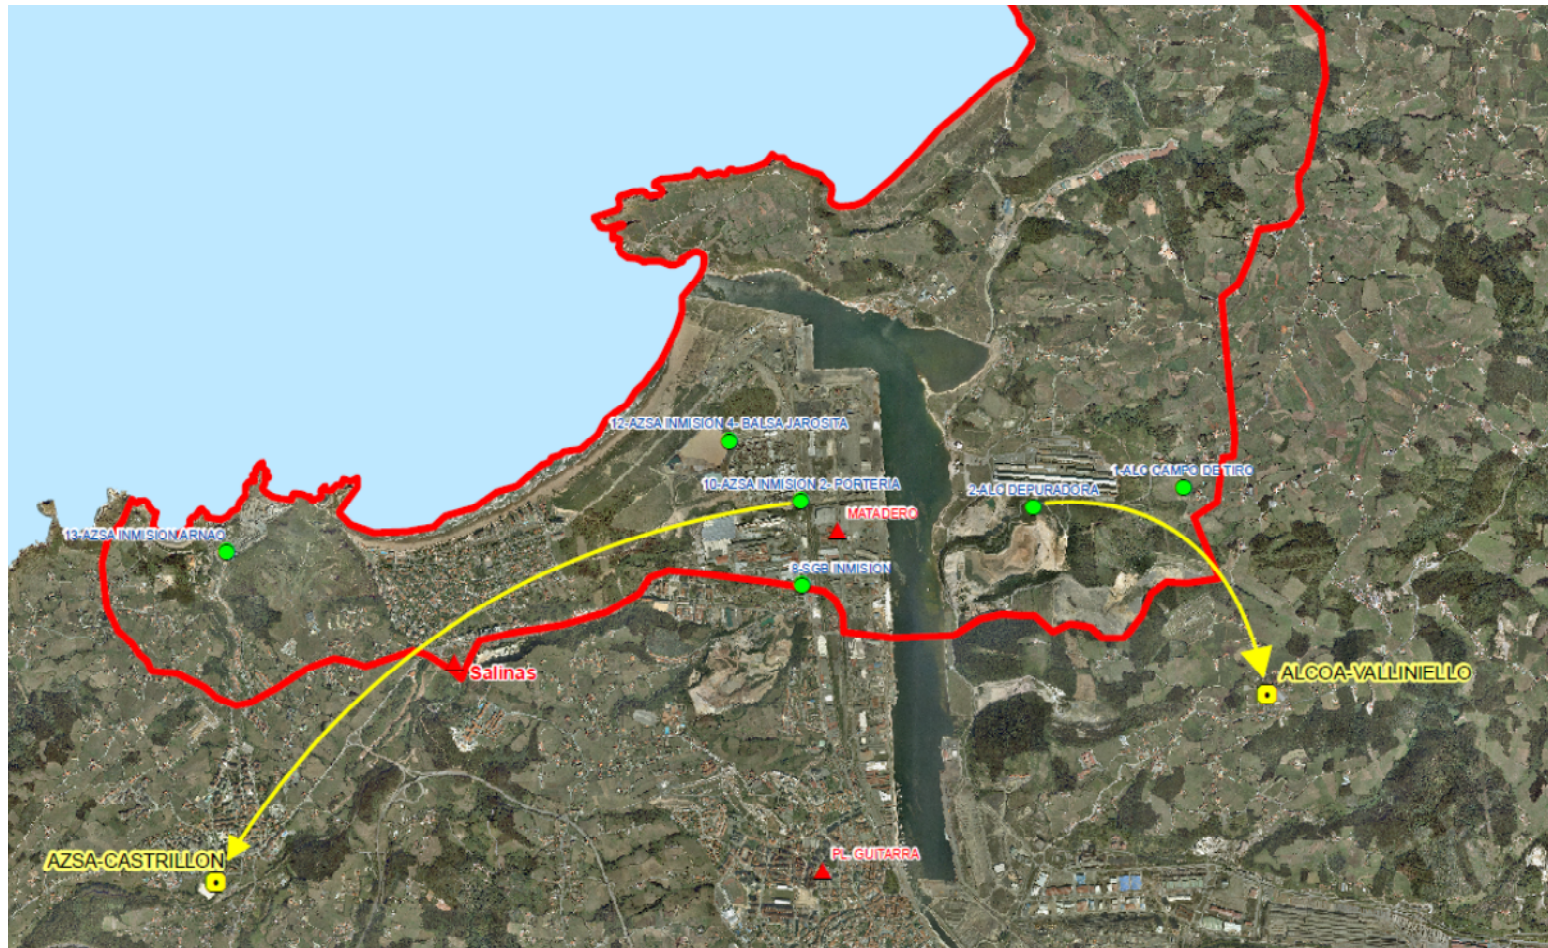 12-AZSA INMISION 4- BALSA JAROSITA
1-ALC CAMPO DE TIRO
10-AZSA INMISION 2- PORTERIA
2-ALC DEPURADORA
MATADERO
13-AZSA INMISION ARNAO
8-SGB INMISION
Salinas
ALCOA-VALLINIELLO
AZSA-CASTRILLON
PL. GUITARRA